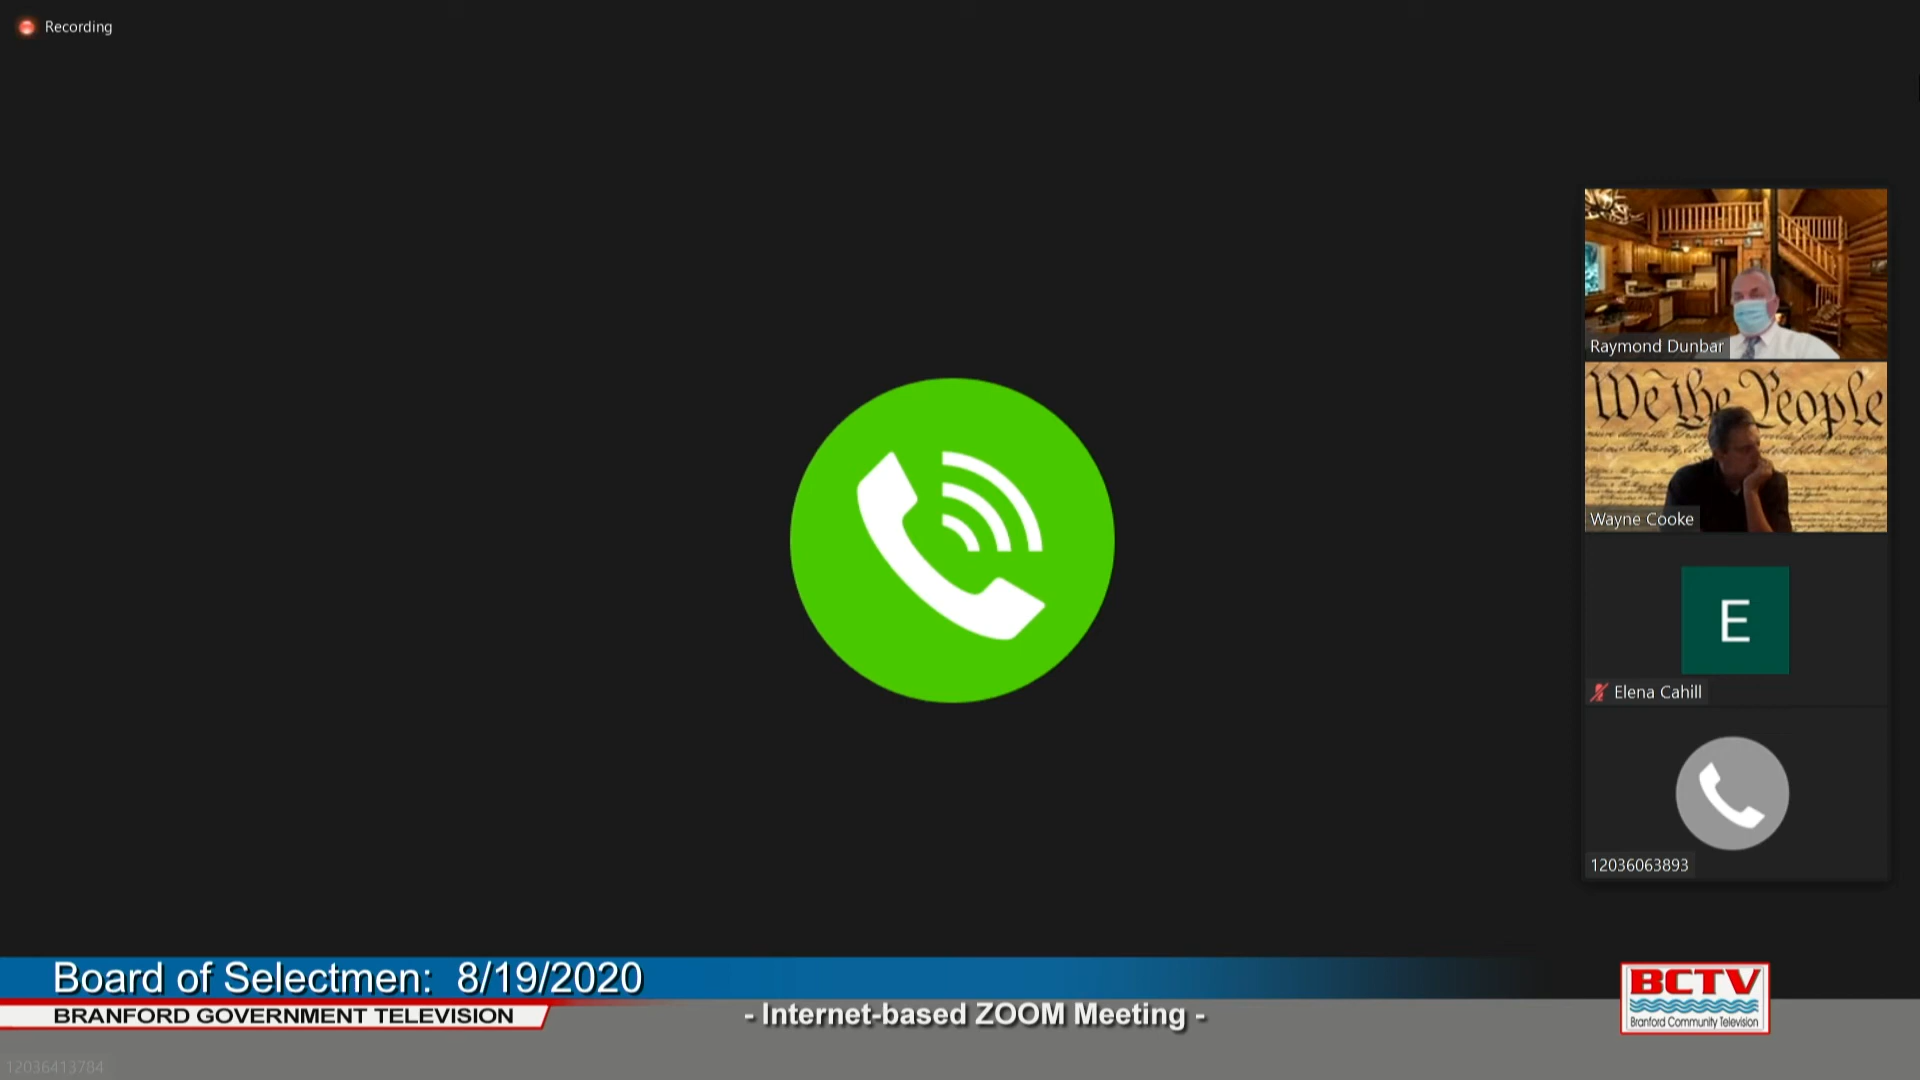 Recording
Raymond Dunbar
We the People
Wayne Cooke
E
Elena Cahill
12036063893
Board of Selectmen: 8/19/2020
BRANFORD GOVERNMENT TELEVISION
- Internet-based ZOOM Meeting -
BCTV
Branford Community Television
12036413784